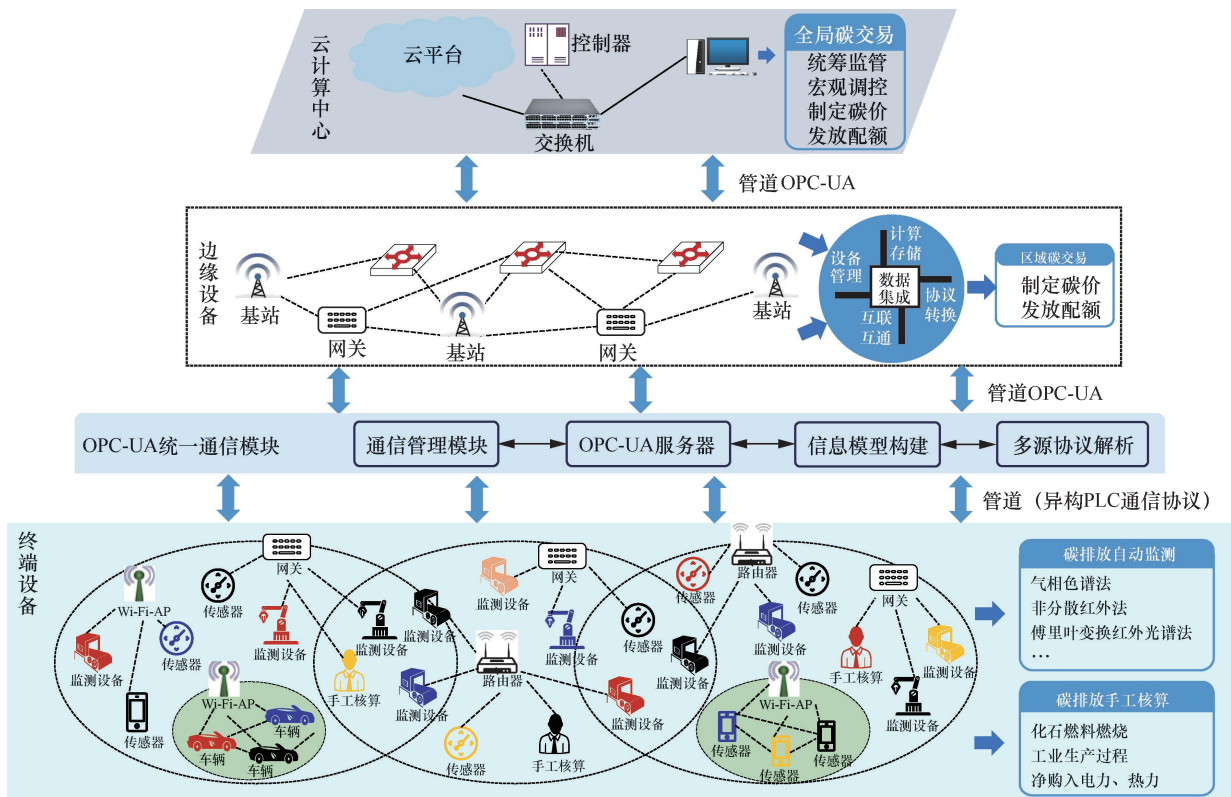 云计算中心
云平台
控制器
交换机
全局碳交易
统筹监管
宏观调控
制定碳价
发放配额
管道OPC-UA
边缘设备
基站
网关
基站
网关
基站
设备
管理
计算
存储
数据
集成
协议
转换
互联
互通
区域碳交易
制定碳价
发放配额
管道OPC-UA
OPC-UA统一通信模块
通信管理模块
OPC-UA服务器
信息模型构建
多源协议解析
管道（异构PLC通信协议）
终端设备
Wi-Fi-AP
传感器
网关
监测设备
传感器
监测设备
监测设备
监测设备
传感器
Wi-Fi-AP
车辆
车辆
车辆
手工核算
监测设备
网关
监测设备
传感器
路由器
监测设备
传感器
手工核算
监测设备
传感器
路由器
传感器
监测设备
监测设备
网关
手工核算
监测设备
监测设备
Wi-Fi-AP
传感器
传感器
传感器
碳排放自动监测
气相色谱法
非分散红外法
傅里叶变换红外光谱法
…
碳排放手工核算
化石燃料燃烧
工业生产过程
净购入电力、热力